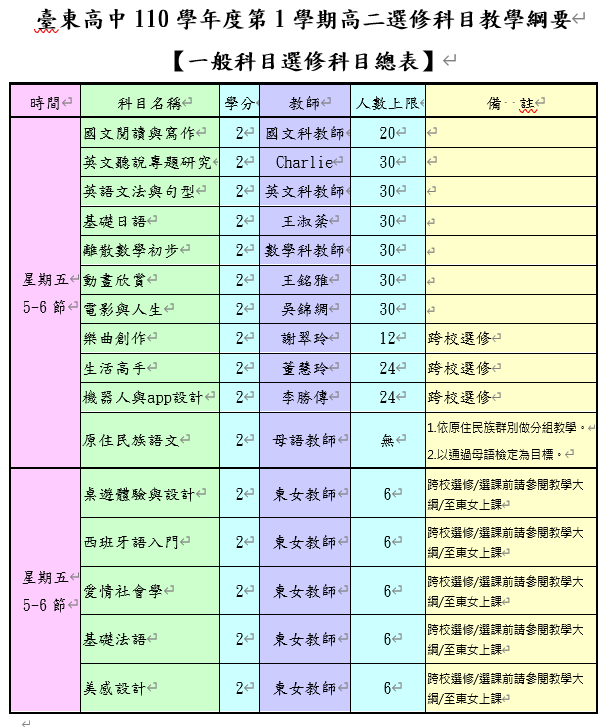 臺東高中 110 學年度第 1 學期高二選修科目教學綱要
【一般科目選修科目總表】
時間 科目名稱 學分 教師 人數上限 備 註
星期五
5-6 節
國文閱讀與寫作 2 國文科教師 20
英文聽說專題研究 2 Charlie 30
英語文法與句型 2 英文科教師 30
基礎日語 2 王淑棻 30
離散數學初步 2 數學科教師 30
動畫欣賞 2 王銘雅 30
電影與人生 2 吳錦綢 30
樂曲創作 2 謝翠玲 12 跨校選修
生活高手 2 董慧玲 24 跨校選修
機器人與app設計 2 李勝傳 24 跨校選修
原住民族語文 2 母語教師 無 1.依原住民族群別做分組教學。
2.以通過母語檢定為目標。
星期五
5-6 節
桌遊體驗與設計 2 東女教師 6 跨校選修/選課前請參閱教學大
綱/至東女上課
西班牙語入門 2 東女教師 6 跨校選修/選課前請參閱教學大
綱/至東女上課
愛情社會學 2 東女教師 6 跨校選修/選課前請參閱教學大
綱/至東女上課
基礎法語 2 東女教師 6 跨校選修/選課前請參閱教學大
綱/至東女上課
美感設計 2 東女教師 6 跨校選修/選課前請參閱教學大
綱/至東女上課